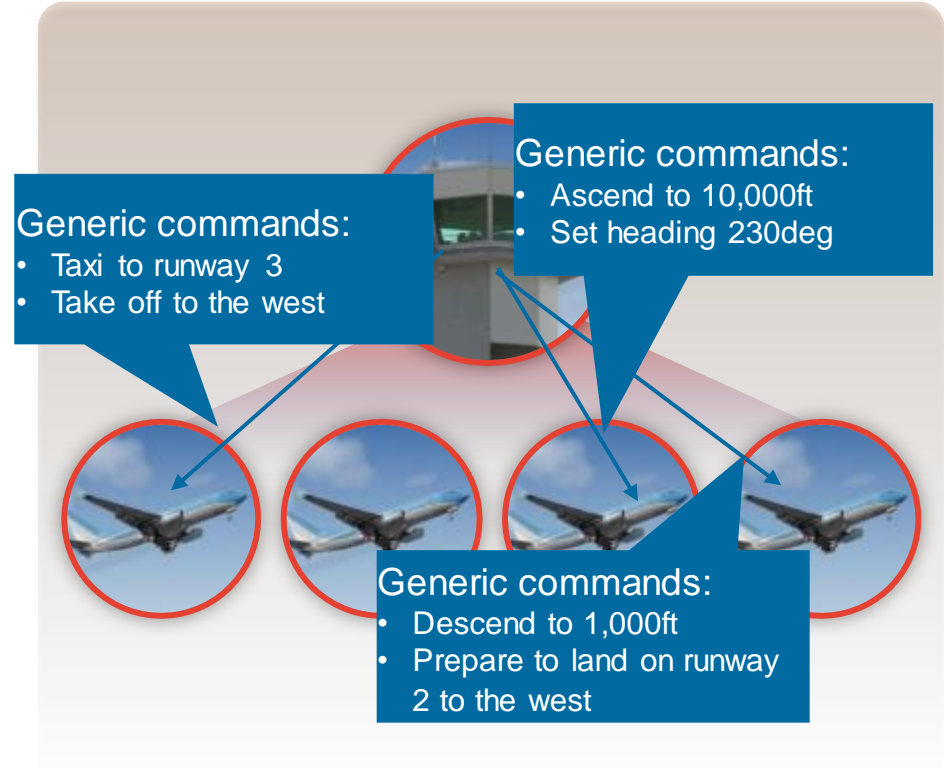 Generic commands:
• Taxi to runway 3
• Take off to the west
Generic commands:
• Ascend to 10,000ft
• Set heading 230deg
Generic commands:
• Descend to 1,000ft
• Prepare to land on runway
2 to the west